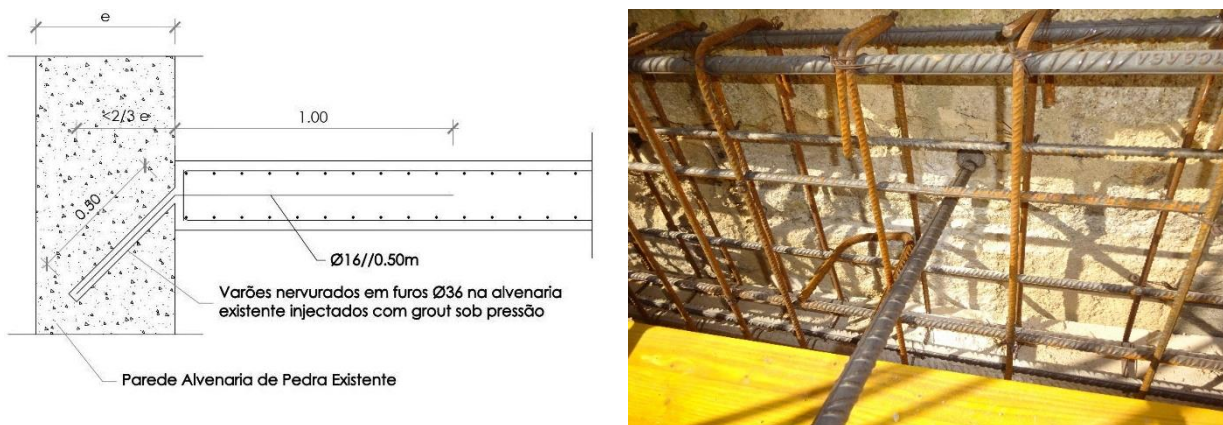 e
<2/3 e
1.00
0.50
Ø16//0.50m
Varões nervurados em furos Ø36 na alvenaria
existente injectados com grout sob pressão
Parede Alvenaria de Pedra Existente